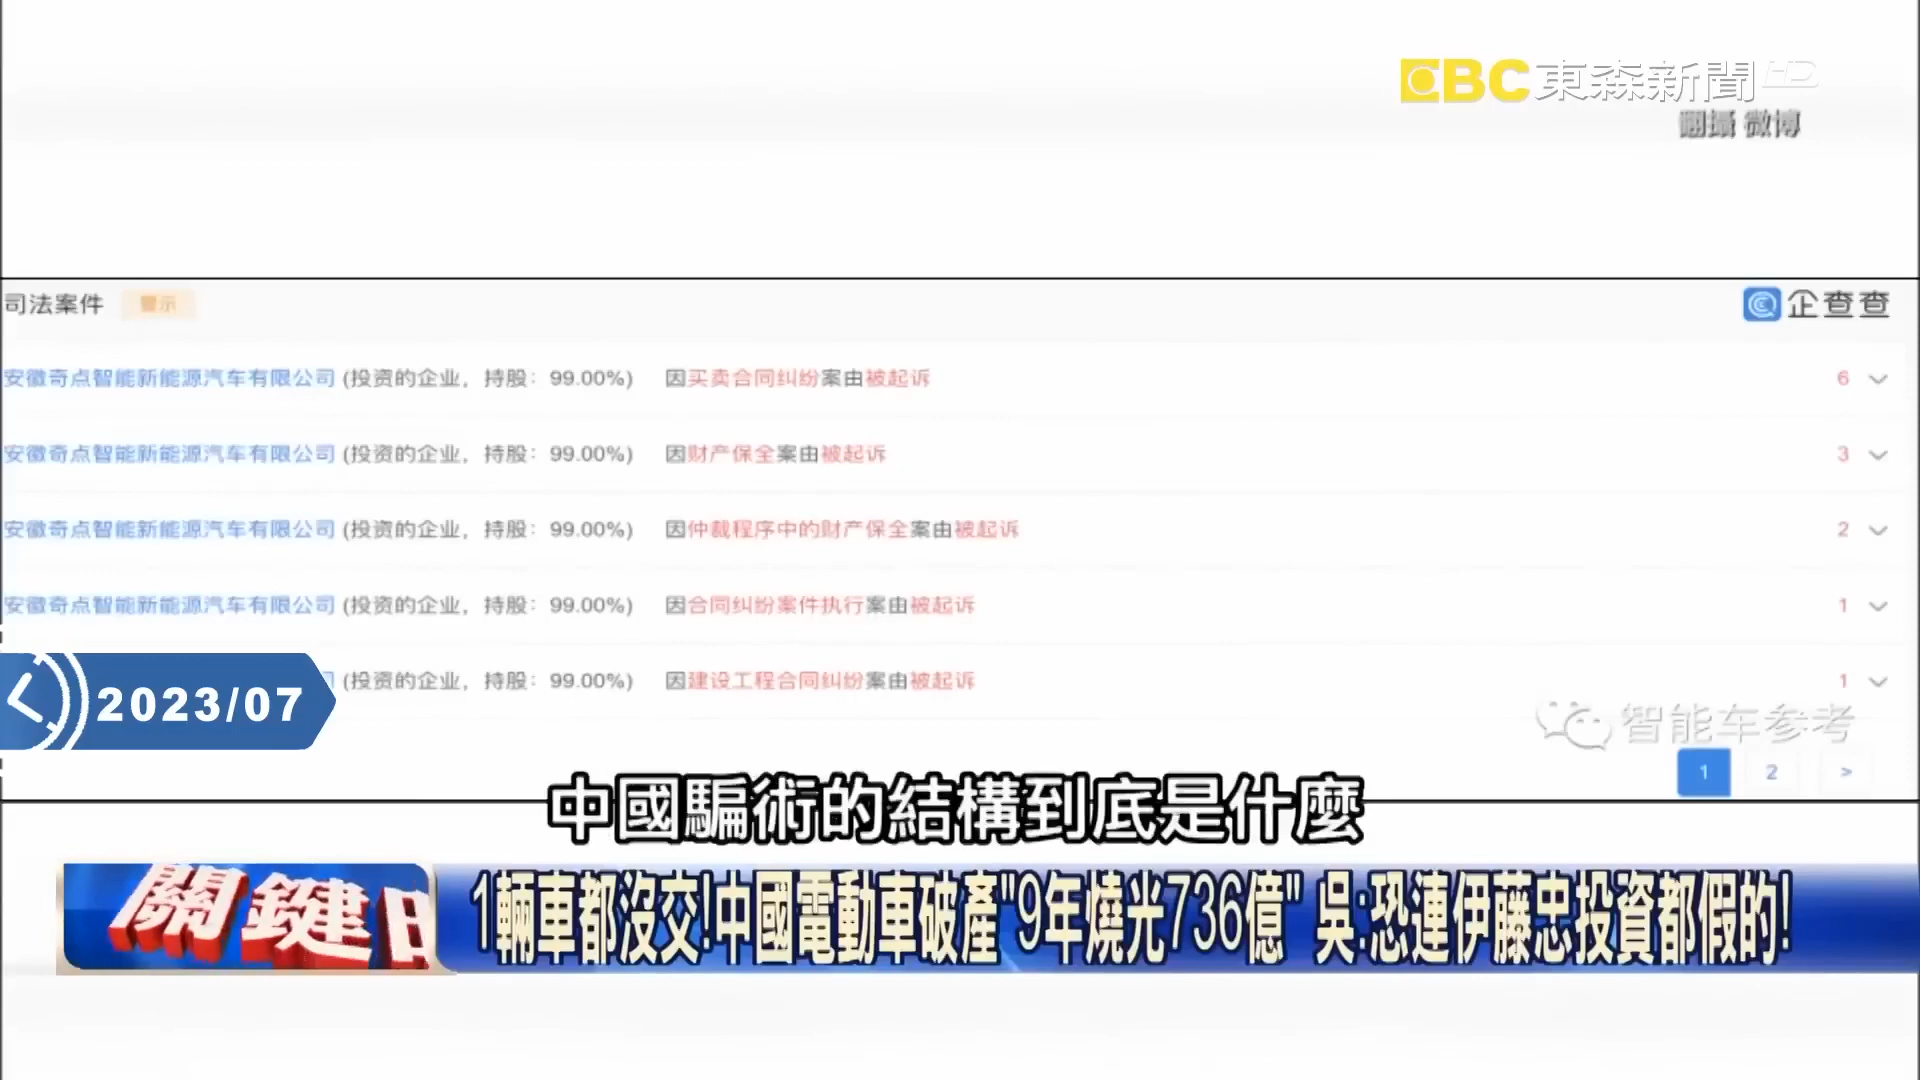 EBC東森新聞HD
翻攝 微博
司法案件 警示
企查查
安徽奇点智能新能源汽车有限公司 (投资的企业，持股：99.00%) 因买卖合同纠纷案由被起诉 6
安徽奇点智能新能源汽车有限公司 (投资的企业，持股：99.00%) 因财产保全案由被起诉 3
安徽奇点智能新能源汽车有限公司 (投资的企业，持股：99.00%) 因仲裁程序中的财产保全案由被起诉 2
安徽奇点智能新能源汽车有限公司 (投资的企业，持股：99.00%) 因合同纠纷案件执行案由被起诉 1
司 (投资的企业，持股：99.00%) 因建设工程合同纠纷案由被起诉 1
2023/07
智能车参考
1 2 >
中國騙術的結構到底是什麼
關鍵時
1輛車都沒交!中國電動車破產"9年燒光736億" 吳:恐連伊藤忠投資都假的!